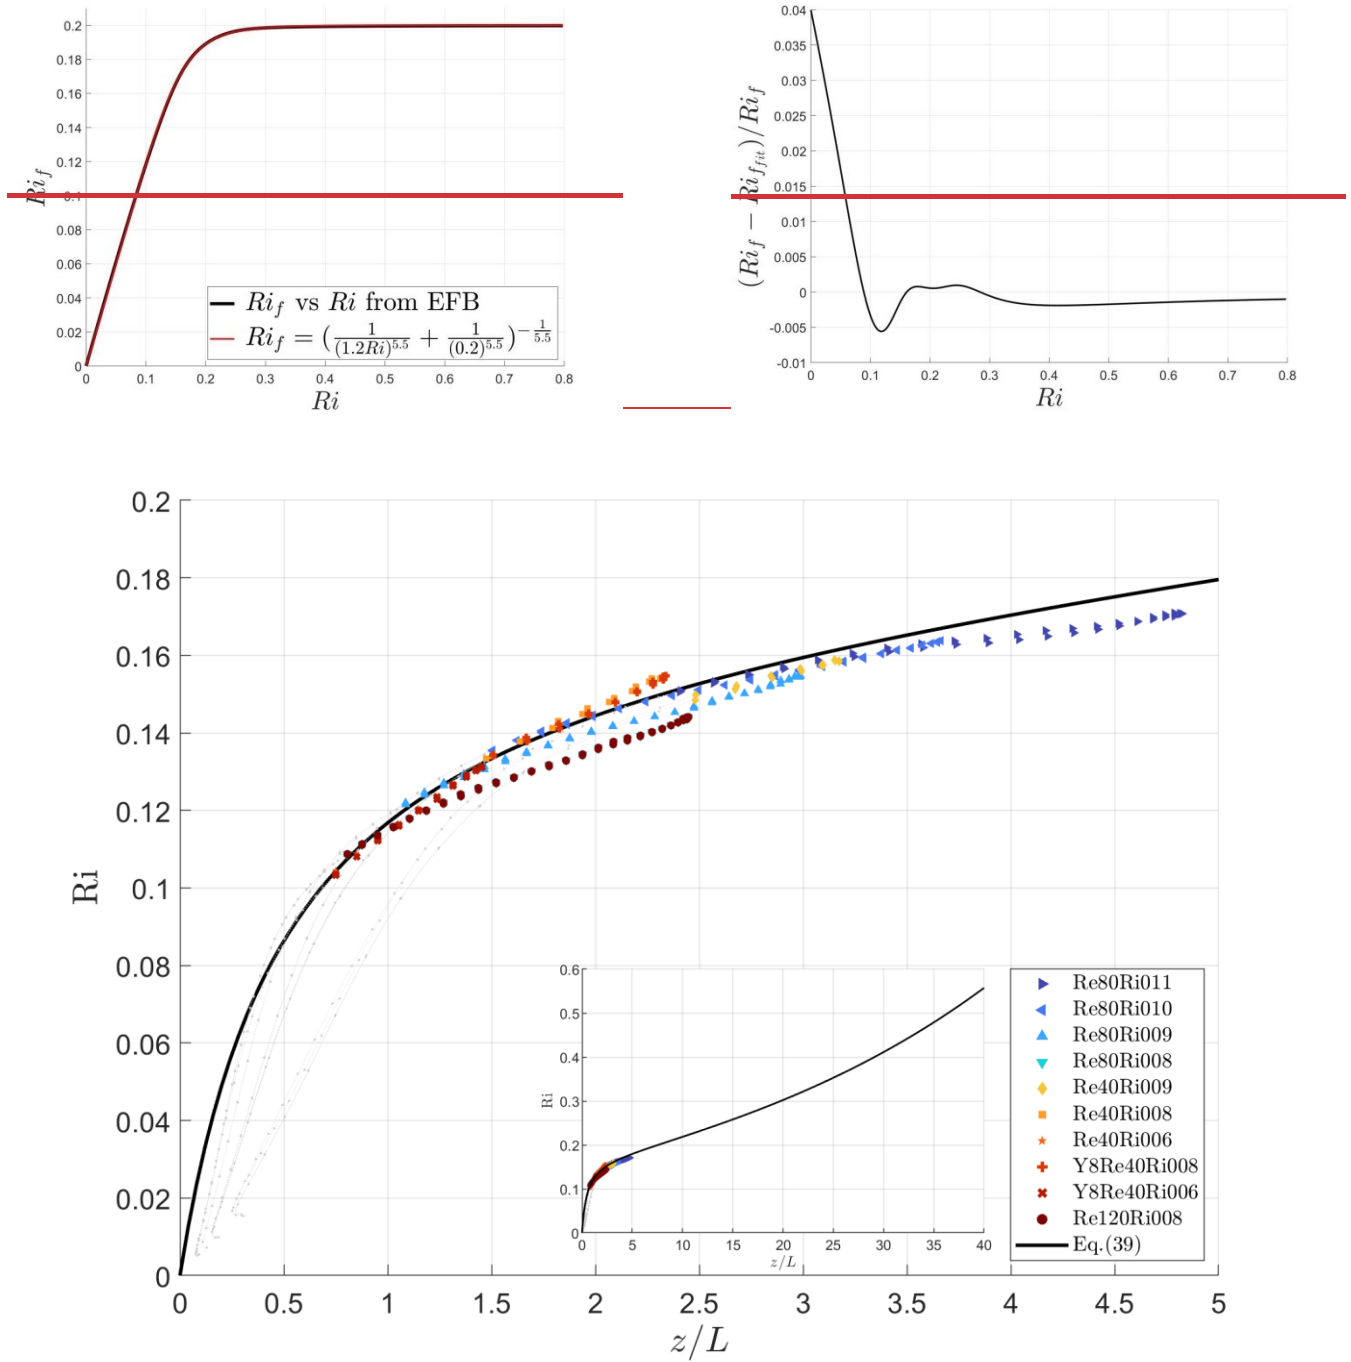 0.2
0.18
0.16
0.14
0.12
0.1
0.08
0.06
0.04
0.02
0
Ri_f
Ri_f vs Ri from EFB
Ri_f = (1/(1.2Ri)^5.5 + 1/(0.2)^5.5)^-1/5.5
0 0.1 0.2 0.3 0.4 0.5 0.6 0.7 0.8
Ri
0.04
0.035
0.03
0.025
0.02
0.015
0.01
0.005
0
-0.005
-0.01
(Ri_f − Ri_f_fit)/Ri_f
0 0.1 0.2 0.3 0.4 0.5 0.6 0.7 0.8
Ri
0.2
0.18
0.16
0.14
0.12
0.1
0.08
0.06
0.04
0.02
0
Ri
0.6
0.5
0.4
0.3
0.2
0.1
0
Ri
0 5 10 15 20 25 30 35 40
z/L
Re80Ri011
Re80Ri010
Re80Ri009
Re80Ri008
Re40Ri009
Re40Ri008
Re40Ri006
Y8Re40Ri008
Y8Re40Ri006
Re120Ri008
Eq.(39)
0 0.5 1 1.5 2 2.5 3 3.5 4 4.5 5
z/L